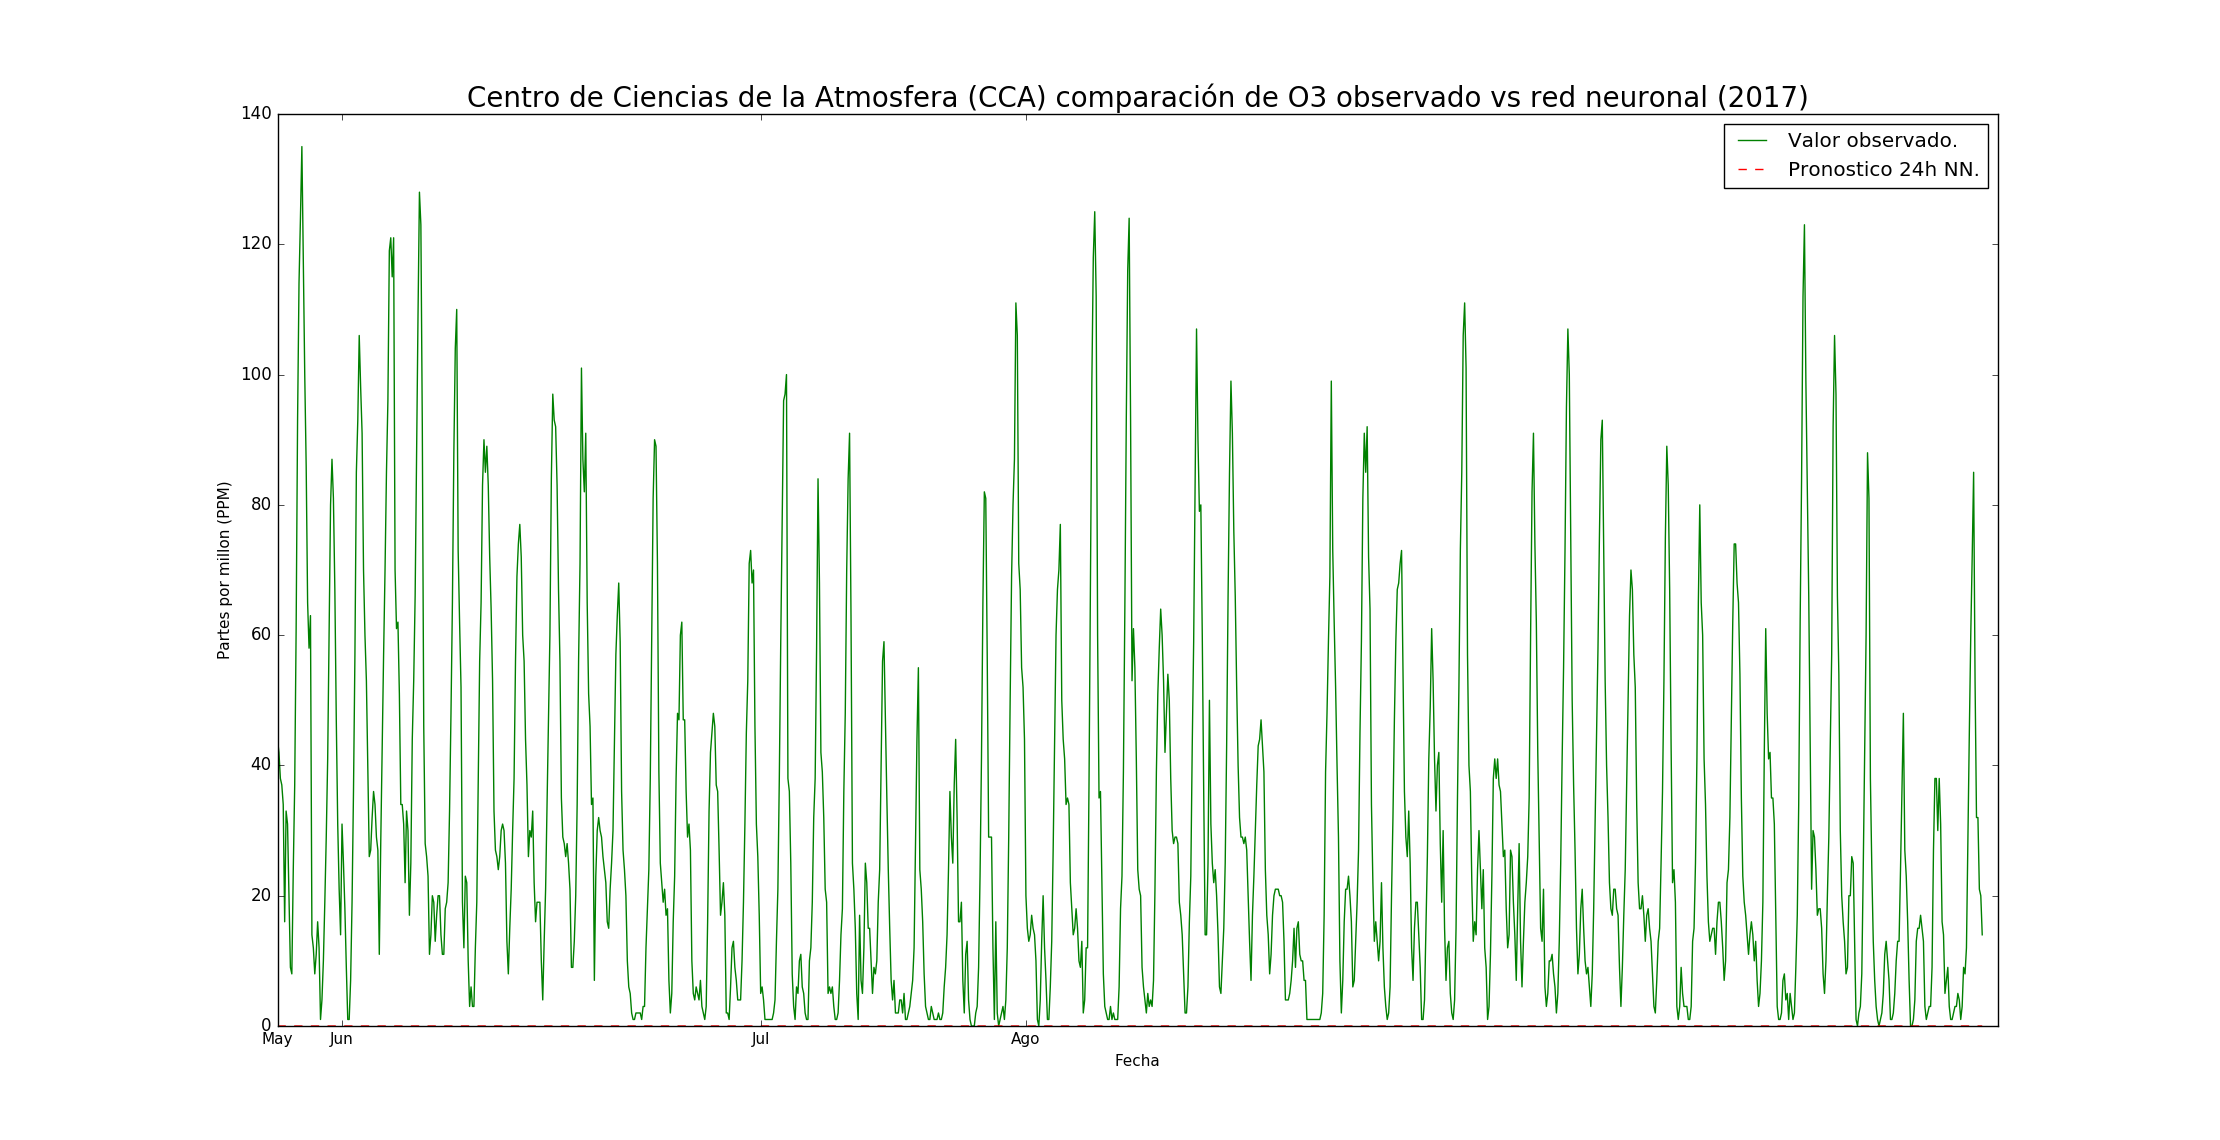 Centro de Ciencias de la Atmosfera (CCA) comparación de O3 observado vs red neuronal (2017)
Valor observado.
Pronostico 24h NN.
Partes por millon (PPM)
140
120
100
80
60
40
20
0
May Jun Jul Ago
Fecha